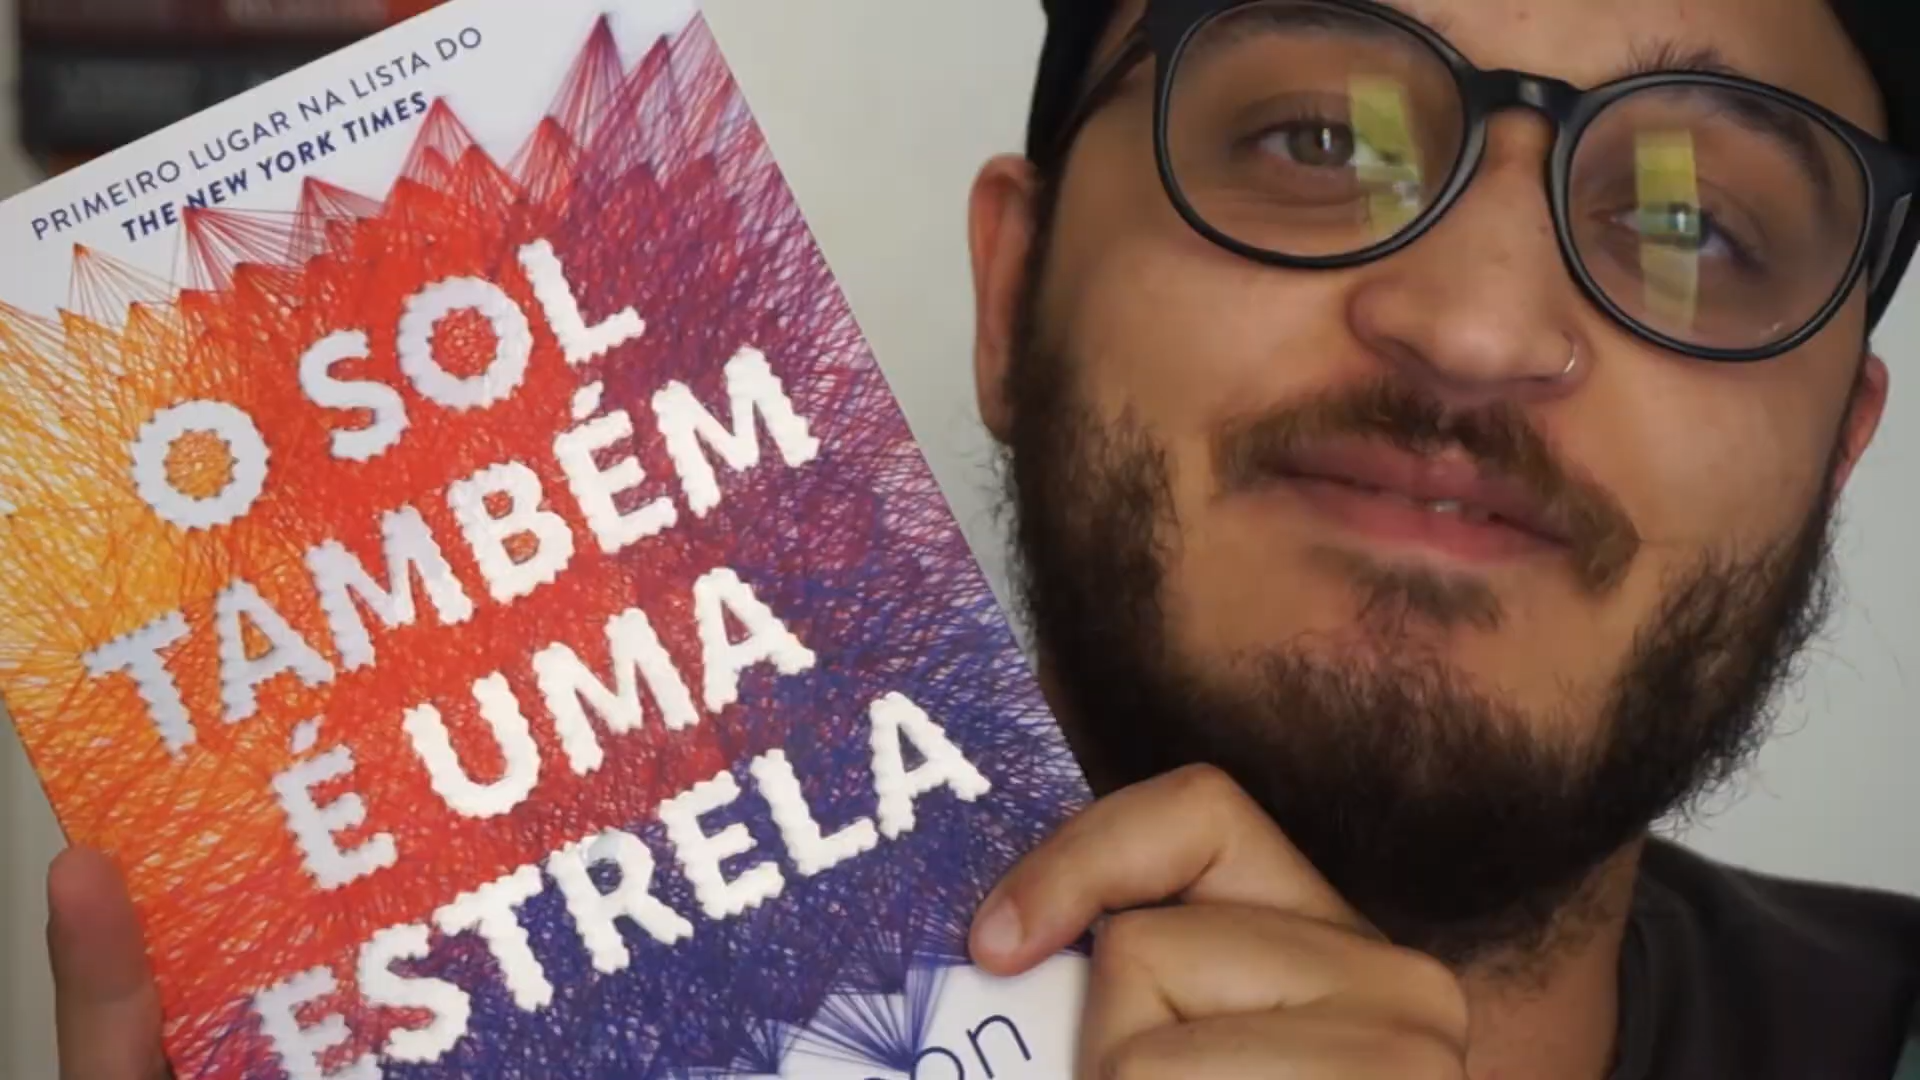 PRIMEIRO LUGAR NA LISTA DO
THE NEW YORK TIMES
O SOL
TAMBÉM
É UMA
ESTRELA